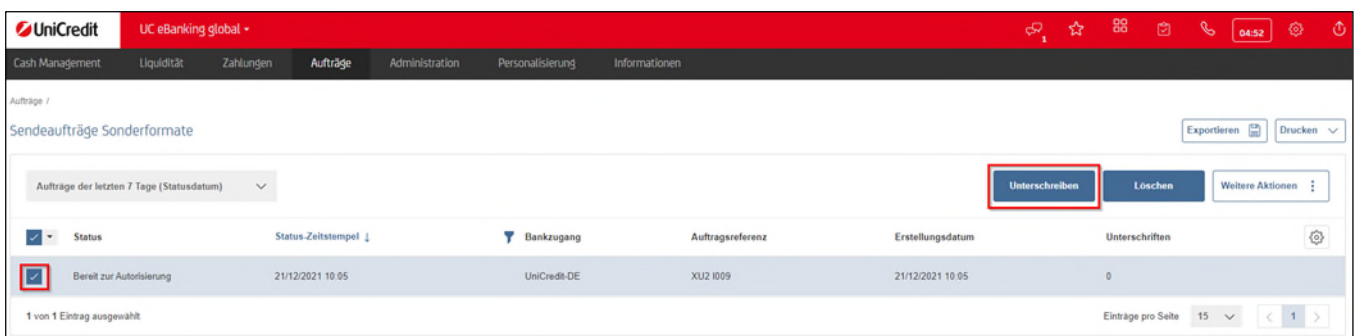 UniCredit UC eBanking global 1 04:52
Cash Management Liquidität Zahlungen Aufträge Administration Personalisierung Informationen
Aufträge /
Sendeaufträge Sonderformate Exportieren Drucken
Aufträge der letzten 7 Tage (Statusdatum) Unterschreiben Löschen Weitere Aktionen
Status Status-Zeitstempel ↓ Bankzugang Auftragsreferenz Erstellungsdatum Unterschriften
Bereit zur Autorisierung 21/12/2021 10:05 UniCredit-DE XU2 I009 21/12/2021 10:05 0
1 von 1 Eintrag ausgewählt Einträge pro Seite 15 < 1 >